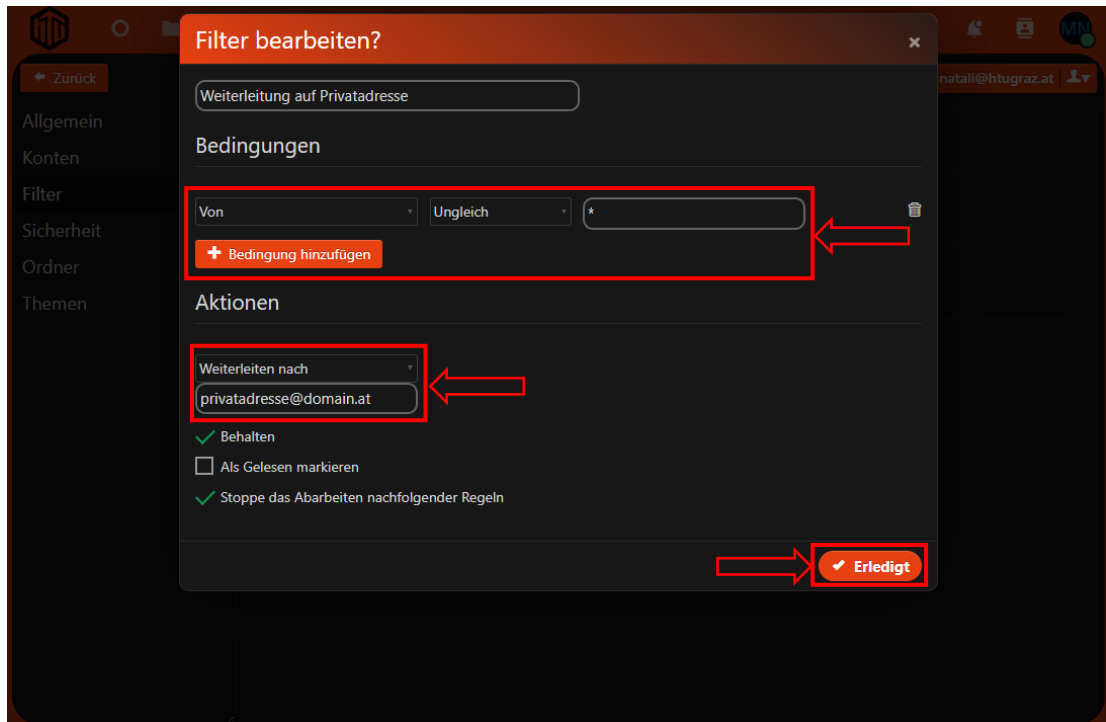 Filter bearbeiten?
×
MN
Zurück
natali@htugraz.at
Weiterleitung auf Privatadresse
Allgemein
Konten
Filter
Sicherheit
Ordner
Themen
Bedingungen
Von
Ungleich
*
Bedingung hinzufügen
Aktionen
Weiterleiten nach
privatadresse@domain.at
Behalten
Als Gelesen markieren
Stoppe das Abarbeiten nachfolgender Regeln
Erledigt